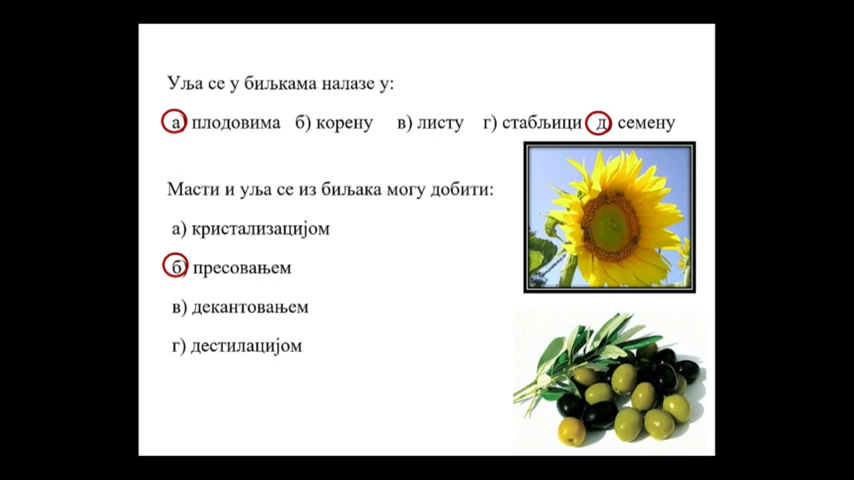 Уља се у биљкама налазе у:
а) плодовима б) корену в) листу г) стабљици д) семену
Масти и уља се из биљака могу добити:
а) кристализацијом
б) пресовањем
в) декантовањем
г) дестилацијом